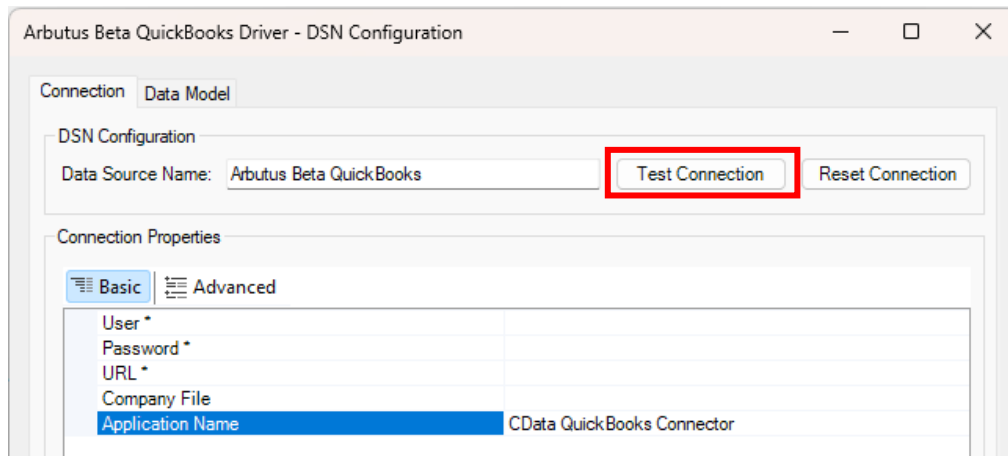 Arbutus Beta QuickBooks Driver - DSN Configuration
Connection Data Model
DSN Configuration
Data Source Name: Arbutus Beta QuickBooks Test Connection Reset Connection
Connection Properties
Basic Advanced
User *
Password *
URL *
Company File
Application Name CData QuickBooks Connector